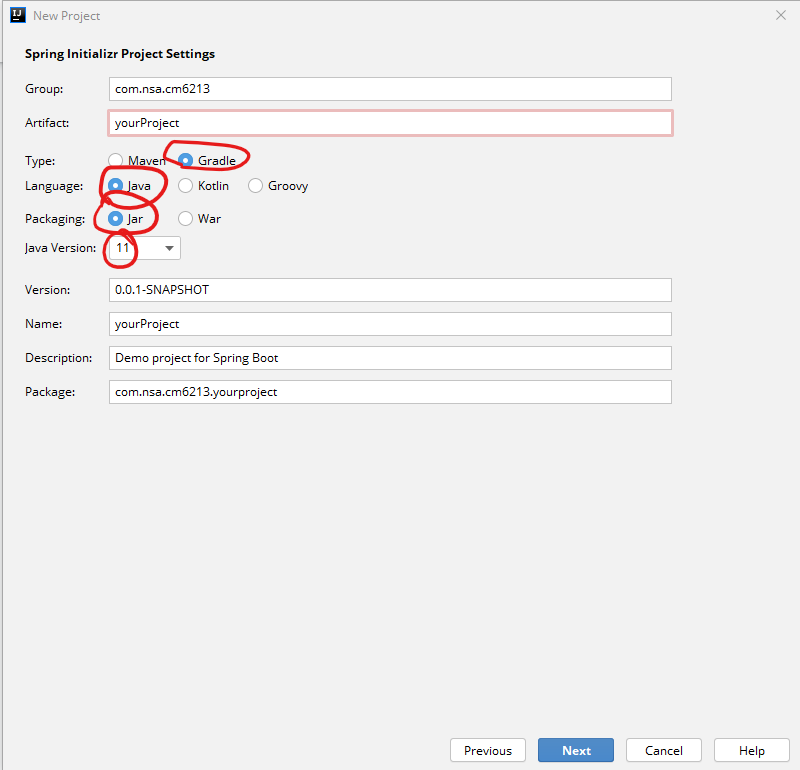 IJ New Project
Spring Initializr Project Settings
Group: com.nsa.cm6213
Artifact: yourProject
Type: Maven Gradle
Language: Java Kotlin Groovy
Packaging: Jar War
Java Version: 11
Version: 0.0.1-SNAPSHOT
Name: yourProject
Description: Demo project for Spring Boot
Package: com.nsa.cm6213.yourproject
Previous Next Cancel Help